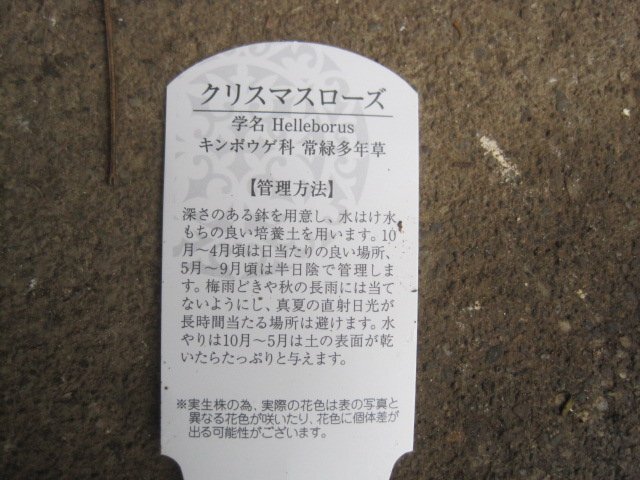 クリスマスローズ
学名 Helleborus
キンポウゲ科 常緑多年草
【管理方法】
深さのある鉢を用意し、水はけ水
もちの良い培養土を用います。10
月～4月頃は日当たりの良い場所、
5月～9月頃は半日陰で管理しま
す。梅雨どきや秋の長雨には当て
ないようにし、真夏の直射日光が
長時間当たる場所は避けます。水
やりは10月～5月は土の表面が乾
いたらたっぷりと与えます。
※実生株の為、実際の花色は表の写真と
異なる花色が咲いたり、花色に個体差が
出る可能性がございます。